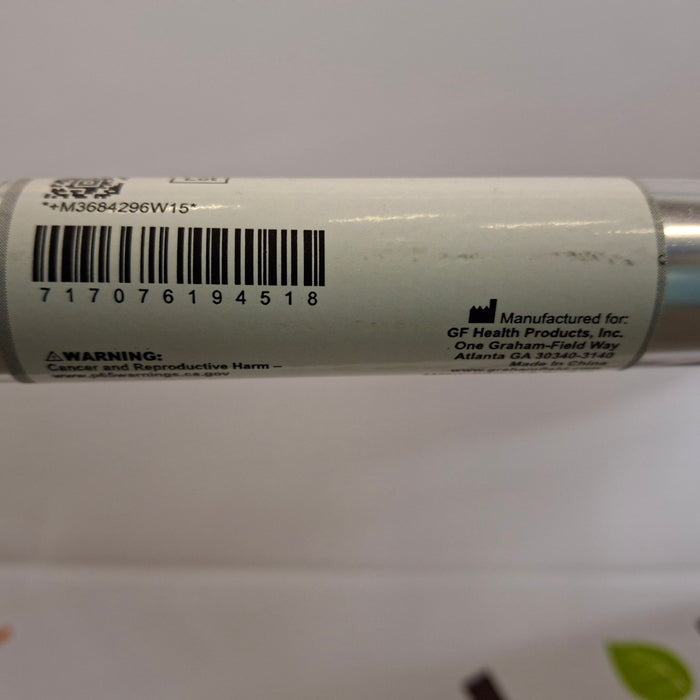 *+M3684296W15*
717076194518
⚠WARNING:
Cancer and Reproductive Harm –
www.p65warnings.ca.gov
Manufactured for:
GF Health Products, Inc.
One Graham-Field Way
Atlanta GA 30340-3140
Made in China